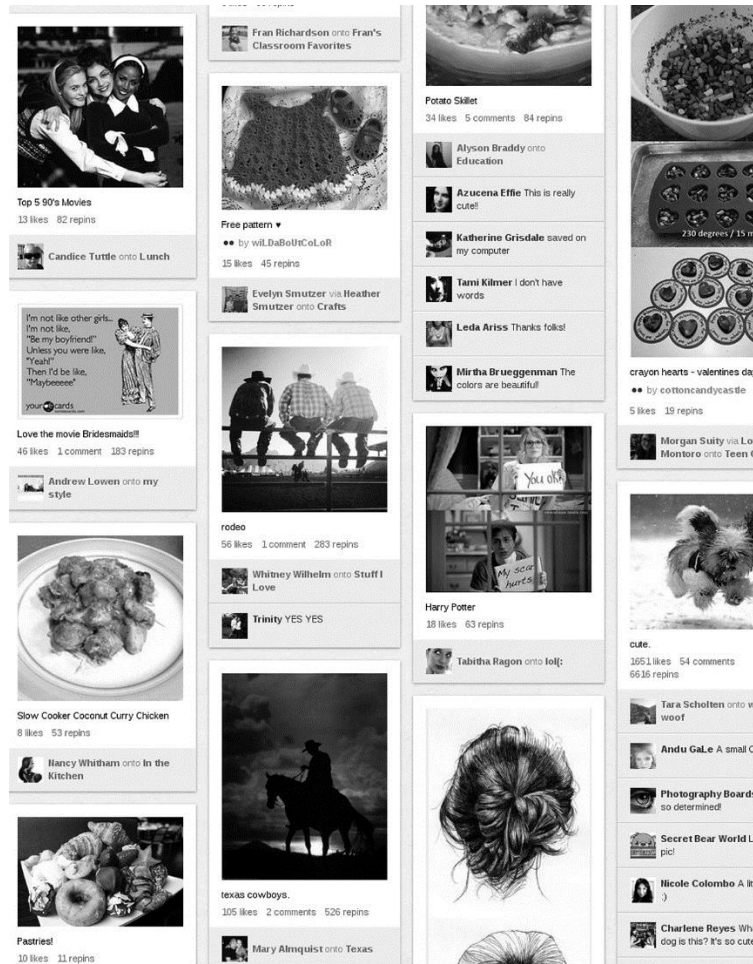 Top 5 90's Movies
13 likes 82 repins
Candice Tuttle onto Lunch
I'm not like other girls...
I'm not like,
"Be my boyfriend!"
Unless you were like,
"Yeah!"
Then I'd be like,
"Maybeeeee"
your cards
Love the movie Bridesmaids!!!
46 likes 1 comment 183 repins
Andrew Lowen onto my
style
Slow Cooker Coconut Curry Chicken
8 likes 53 repins
Nancy Whitham onto In the
Kitchen
Pastries!
10 likes 11 repins
Fran Richardson onto Fran's
Classroom Favorites
Free pattern ♥
by wiLDaBoUtCoLoR
15 likes 45 repins
Evelyn Smutzer via Heather
Smutzer onto Crafts
rodeo
56 likes 1 comment 283 repins
Whitney Wilhelm onto Stuff I
Love
Trinity YES YES
texas cowboys.
105 likes 2 comments 526 repins
Mary Almquist onto Texas
Potato Skillet
34 likes 5 comments 84 repins
Alyson Braddy onto
Education
Azucena Effie This is really
cute!!
Katherine Grisdale saved on
my computer
Tami Kilmer I don't have
words
Leda Ariss Thanks folks!
Mirtha Brueggenman The
colors are beautiful!
You ok?
My scar
hurts
Harry Potter
18 likes 63 repins
Tabitha Ragon onto lol(:
230 degrees / 15 m
crayon hearts - valentines da
by cottoncandycastle
5 likes 19 repins
Morgan Suity via Lo
Montoro onto Teen
cute.
1651 likes 54 comments
6616 repins
Tara Scholten onto w
woof
Andu GaLe A small
Photography Boards
so determined!
Secret Bear World L
pic!
Nicole Colombo A lit
:)
Charlene Reyes Wh
dog is this? It's so cute